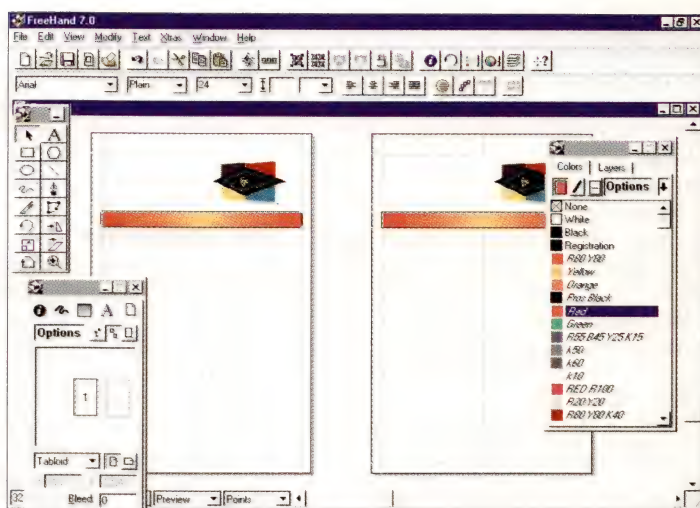 FreeHand 7.0
File Edit View Modify Text Xtras Window Help
Arial Plain 24
Colors Layers
Options
None
White
Black
Registration
R80 Y80
Yellow
Orange
Pros Black
Red
Green
R55 B45 Y25 K15
k50
k60
k10
RED R100
R20 Y20
R80 Y80 K40
Options
1
Tabloid
Bleed: 0
32 Preview Points